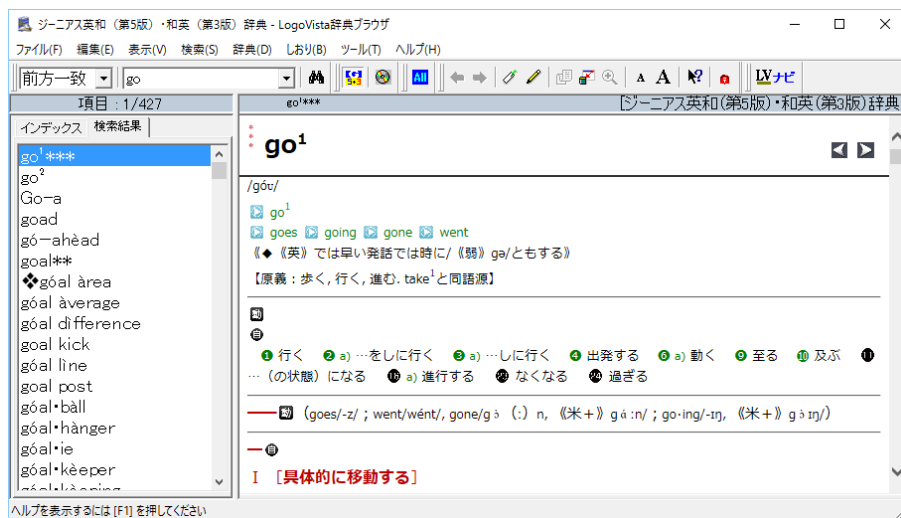 ジーニアス英和（第5版）・和英（第3版）辞典 - LogoVista辞典ブラウザ
ファイル(F) 編集(E) 表示(V) 検索(S) 辞典(D) しおり(B) ツール(T) ヘルプ(H)
前方一致 go All A A LVナビ
項目 : 1/427 go¹*** [ジーニアス英和(第5版)・和英(第3版)辞典
インデックス 検索結果
go¹***
go²
Go-a
goad
gó-ahèad
goal**
❖góal àrea
góal àverage
góal dìfference
goal kick
góal lìne
goal post
góal•bàll
góal•hànger
góal•ie
góal•kèeper
go¹
/góʊ/
go¹
goes going gone went
《◆《英》では早い発話では時に/《弱》gə/ともする》
【原義：歩く, 行く, 進む. take¹と同語源】
動
自
❶ 行く ❷ a) …をしに行く ❸ a) …しに行く ❹ 出発する ❻ a) 動く ❾ 至る ❿ 及ぶ ⓫
…（の状態）になる ⓲ a) 進行する なくなる 過ぎる
━━動 (goes/-z/ ; went/wént/, gone/gɔ́(:)n, 《米+》gɑ́:n/ ; go·ing/-ɪŋ, 《米+》gɔ̀ɪŋ/)
━自
I [具体的に移動する]
ヘルプを表示するには [F1] を押してください